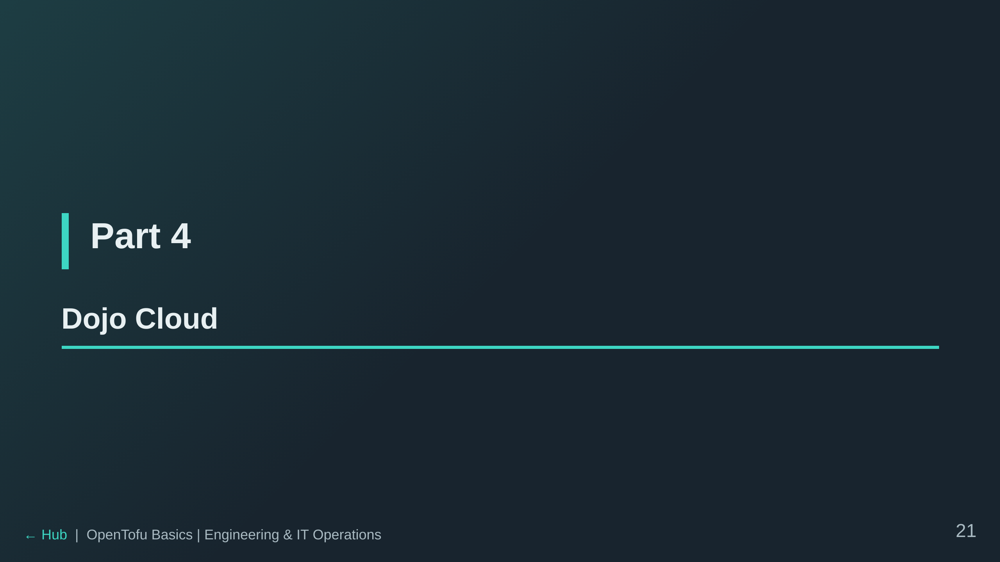 Part 4
Dojo Cloud
← Hub | OpenTofu Basics | Engineering & IT Operations
21